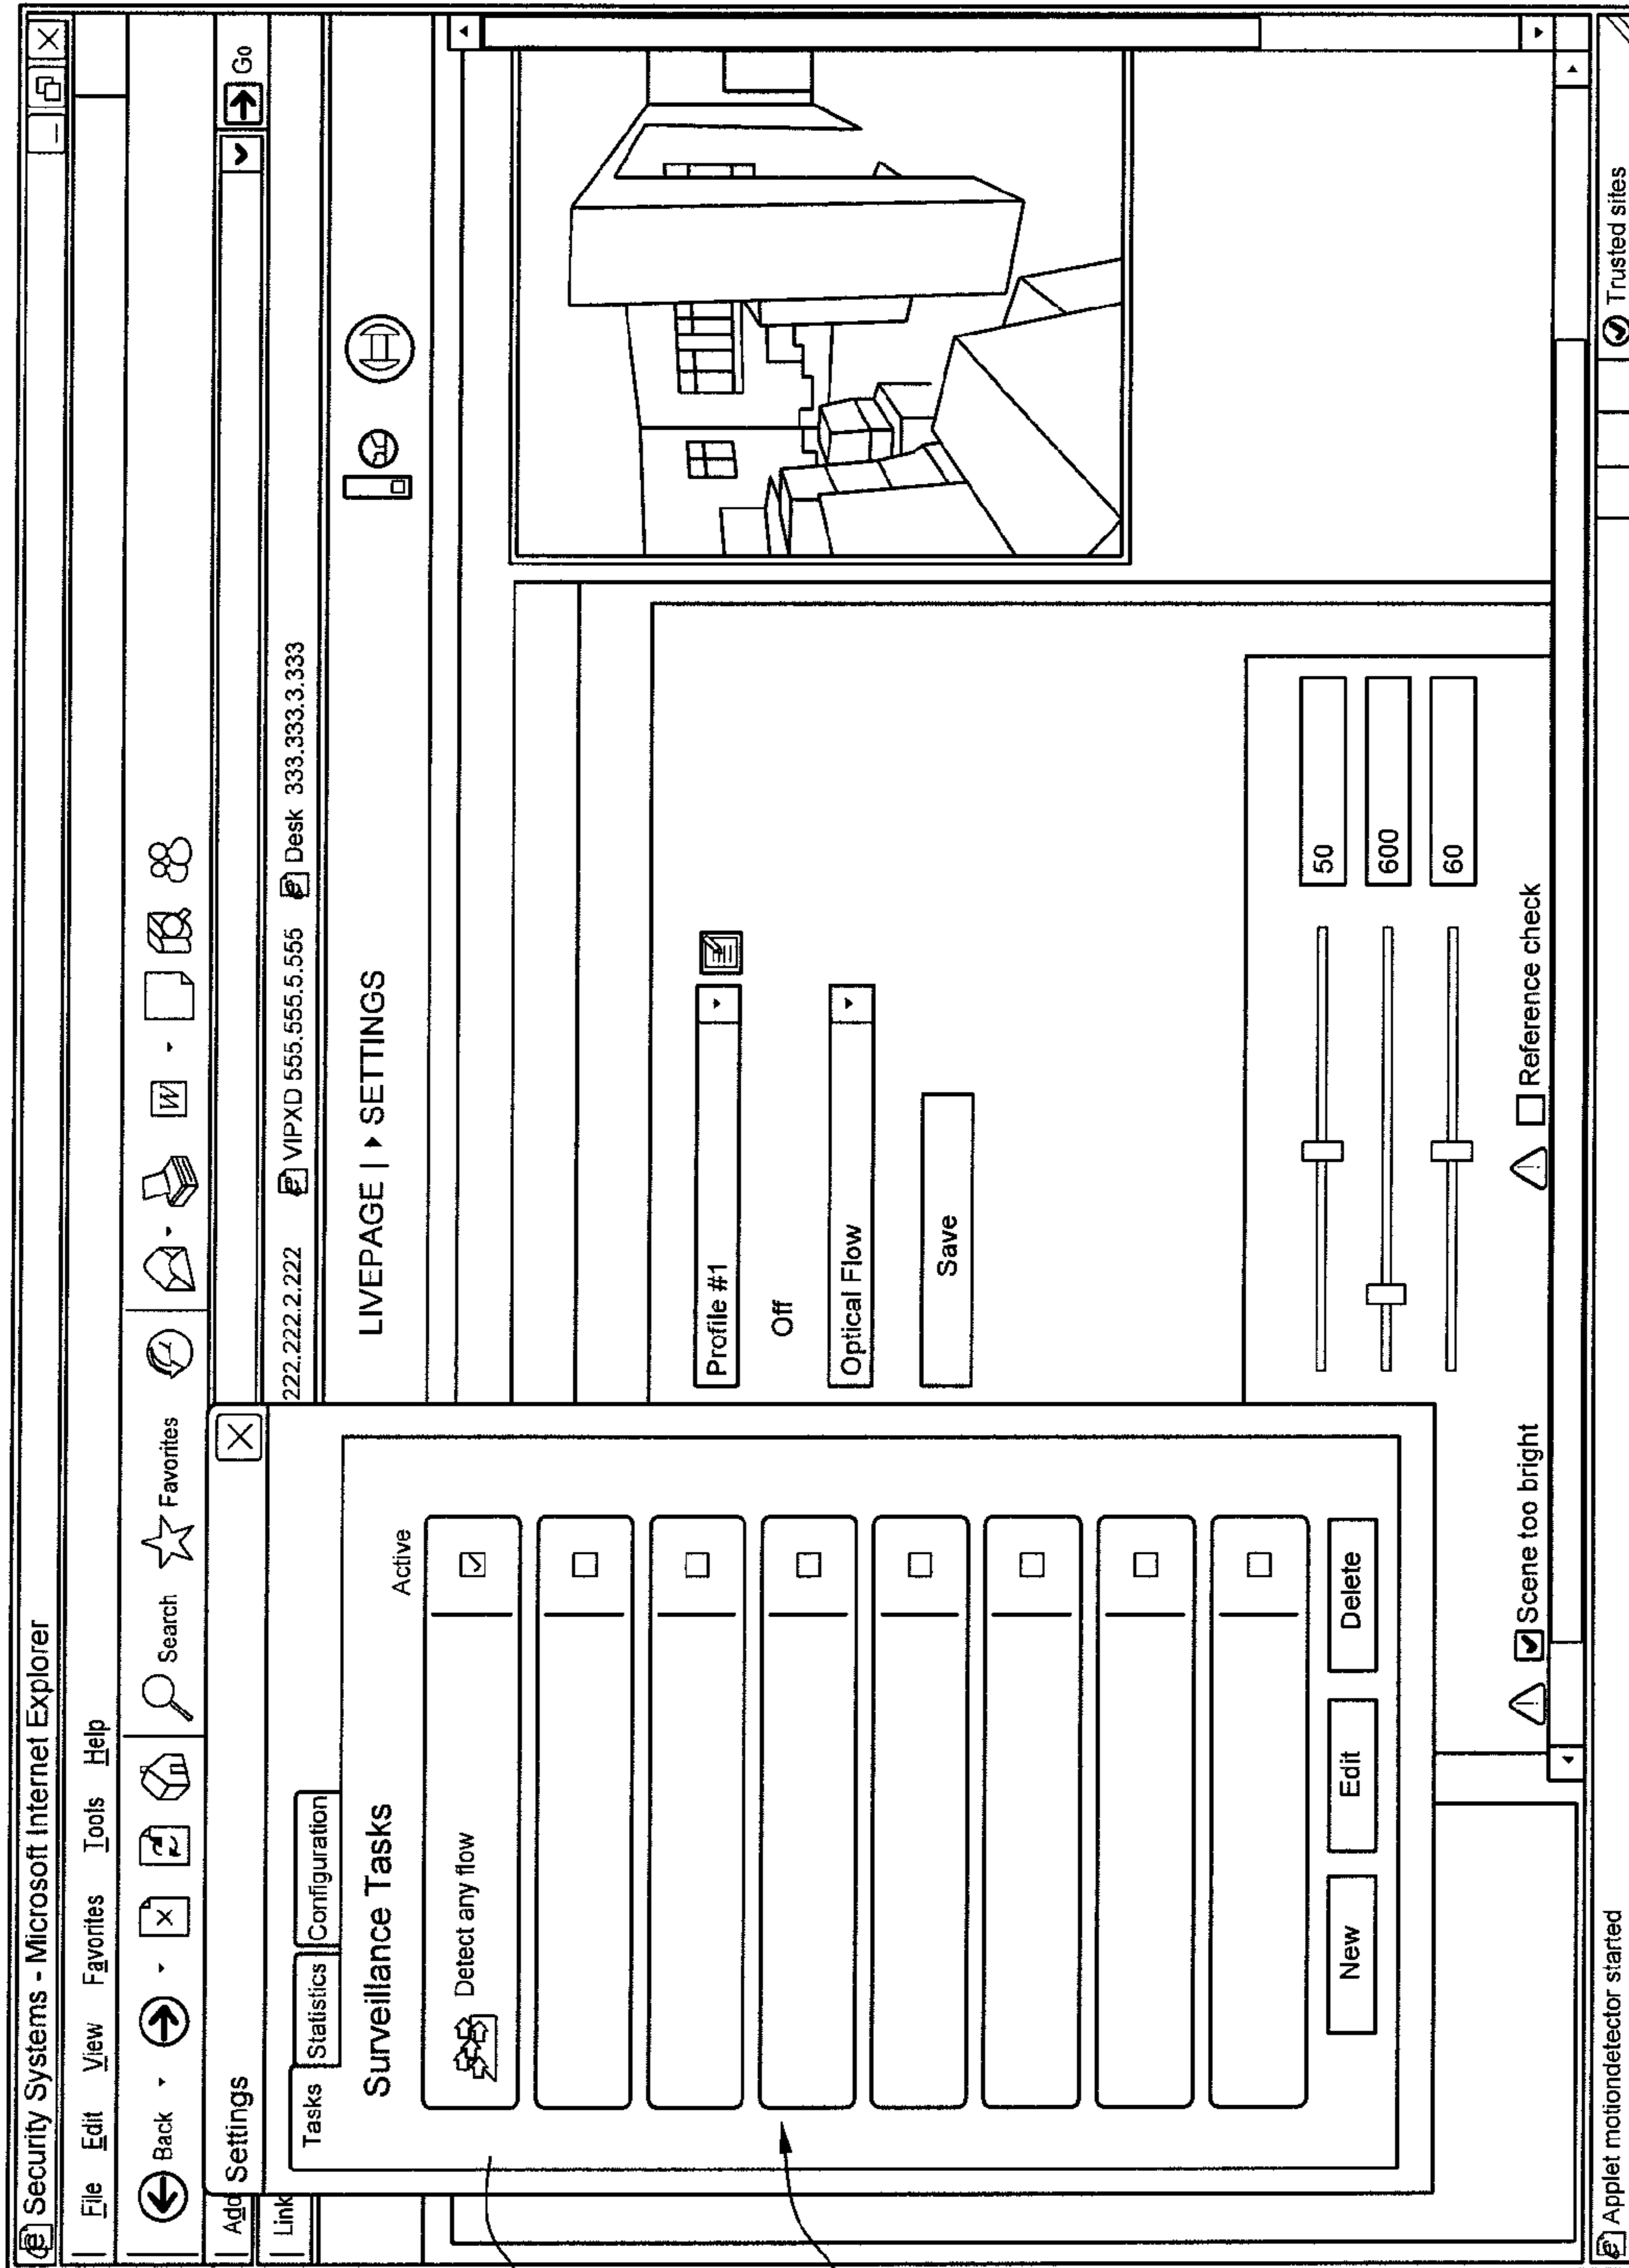 Security Systems - Microsoft Internet Explorer
File Edit View Favorites Tools Help
Back Search Favorites W
Add Settings Go
Link 222.222.2.222 VIPXD 555.555.5.555 Desk 333.333.3.333
Tasks Statistics Configuration
LIVEPAGE | ▸ SETTINGS
Surveillance Tasks
Active
Detect any flow
New Edit Delete
Profile #1
Off
Optical Flow
Save
50
600
60
Scene too bright Reference check
Applet motiondetector started Trusted sites